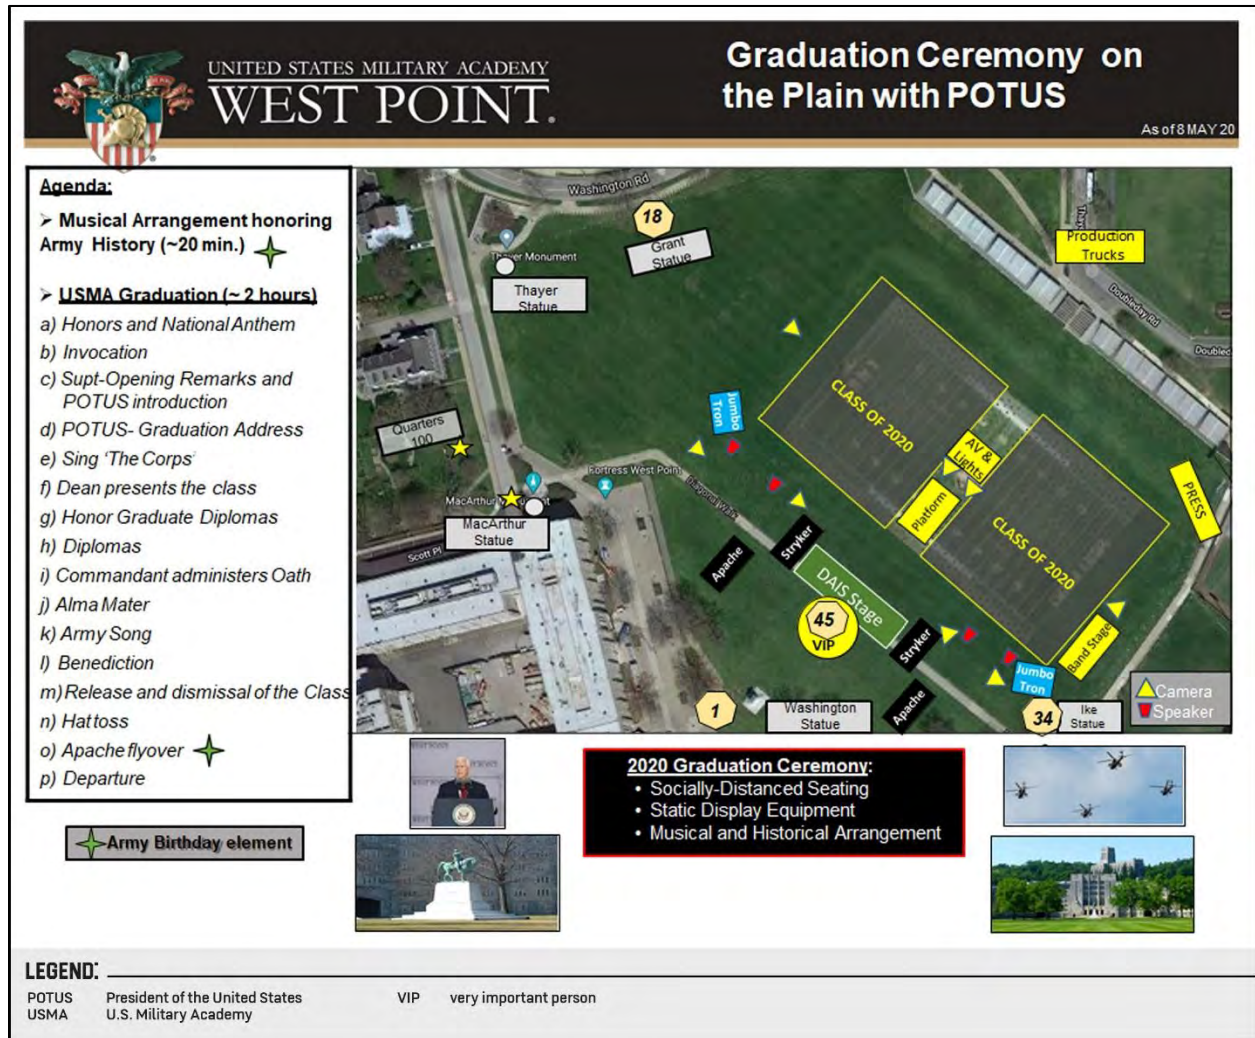 UNITED STATES MILITARY ACADEMY
WEST POINT.
Graduation Ceremony on
the Plain with POTUS
As of 8 MAY 20
Agenda:
➢ Musical Arrangement honoring
Army History (~20 min.)
➢ USMA Graduation (~ 2 hours)
a) Honors and National Anthem
b) Invocation
c) Supt-Opening Remarks and
POTUS introduction
d) POTUS- Graduation Address
e) Sing ‘The Corps’
f) Dean presents the class
g) Honor Graduate Diplomas
h) Diplomas
i) Commandant administers Oath
j) Alma Mater
k) Army Song
l) Benediction
m) Release and dismissal of the Class
n) Hat toss
o) Apache flyover
p) Departure
Army Birthday element
Washington Rd
18
Grant
Statue
Thayer Monument
Thayer
Statue
Production
Trucks
Doubleday Rd
CLASS OF 2020
Jumbo
Tron
Quarters
100
AV &
Lights
Fortress West Point
Diagonal Walk
Platform
PRESS
MacArthur
Statue
Scott Pl
Stryker
Apache
CLASS OF 2020
DAIS Stage
45
VIP
Stryker
Band Stage
Apache
Jumbo
Tron
1
Washington
Statue
34
Ike
Statue
Camera
Speaker
2020 Graduation Ceremony:
• Socially-Distanced Seating
• Static Display Equipment
• Musical and Historical Arrangement
LEGEND:
POTUS President of the United States
USMA U.S. Military Academy
VIP very important person